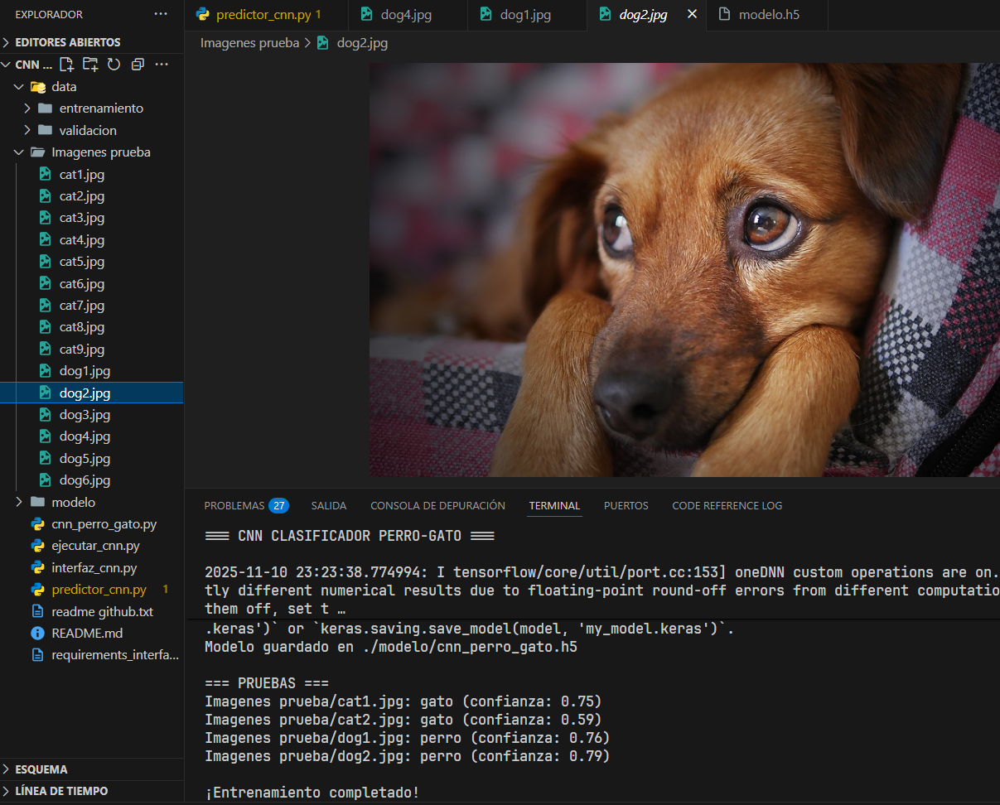 EXPLORADOR ···
EDITORES ABIERTOS
CNN ... ···
data
entrenamiento
validacion
Imagenes prueba
cat1.jpg
cat2.jpg
cat3.jpg
cat4.jpg
cat5.jpg
cat6.jpg
cat7.jpg
cat8.jpg
cat9.jpg
dog1.jpg
dog2.jpg
dog3.jpg
dog4.jpg
dog5.jpg
dog6.jpg
modelo
cnn_perro_gato.py
ejecutar_cnn.py
interfaz_cnn.py
predictor_cnn.py 1
readme github.txt
README.md
requirements_interfa...
ESQUEMA
LÍNEA DE TIEMPO
predictor_cnn.py 1 dog4.jpg dog1.jpg dog2.jpg modelo.h5
Imagenes prueba > dog2.jpg
PROBLEMAS 27 SALIDA CONSOLA DE DEPURACIÓN TERMINAL PUERTOS CODE REFERENCE LOG
=== CNN CLASIFICADOR PERRO-GATO ===
2025-11-10 23:23:38.774994: I tensorflow/core/util/port.cc:153] oneDNN custom operations are on.
tly different numerical results due to floating-point round-off errors from different computatio
them off, set t …
.keras')` or `keras.saving.save_model(model, 'my_model.keras')`.
Modelo guardado en ./modelo/cnn_perro_gato.h5
=== PRUEBAS ===
Imagenes prueba/cat1.jpg: gato (confianza: 0.75)
Imagenes prueba/cat2.jpg: gato (confianza: 0.59)
Imagenes prueba/dog1.jpg: perro (confianza: 0.76)
Imagenes prueba/dog2.jpg: perro (confianza: 0.79)
¡Entrenamiento completado!